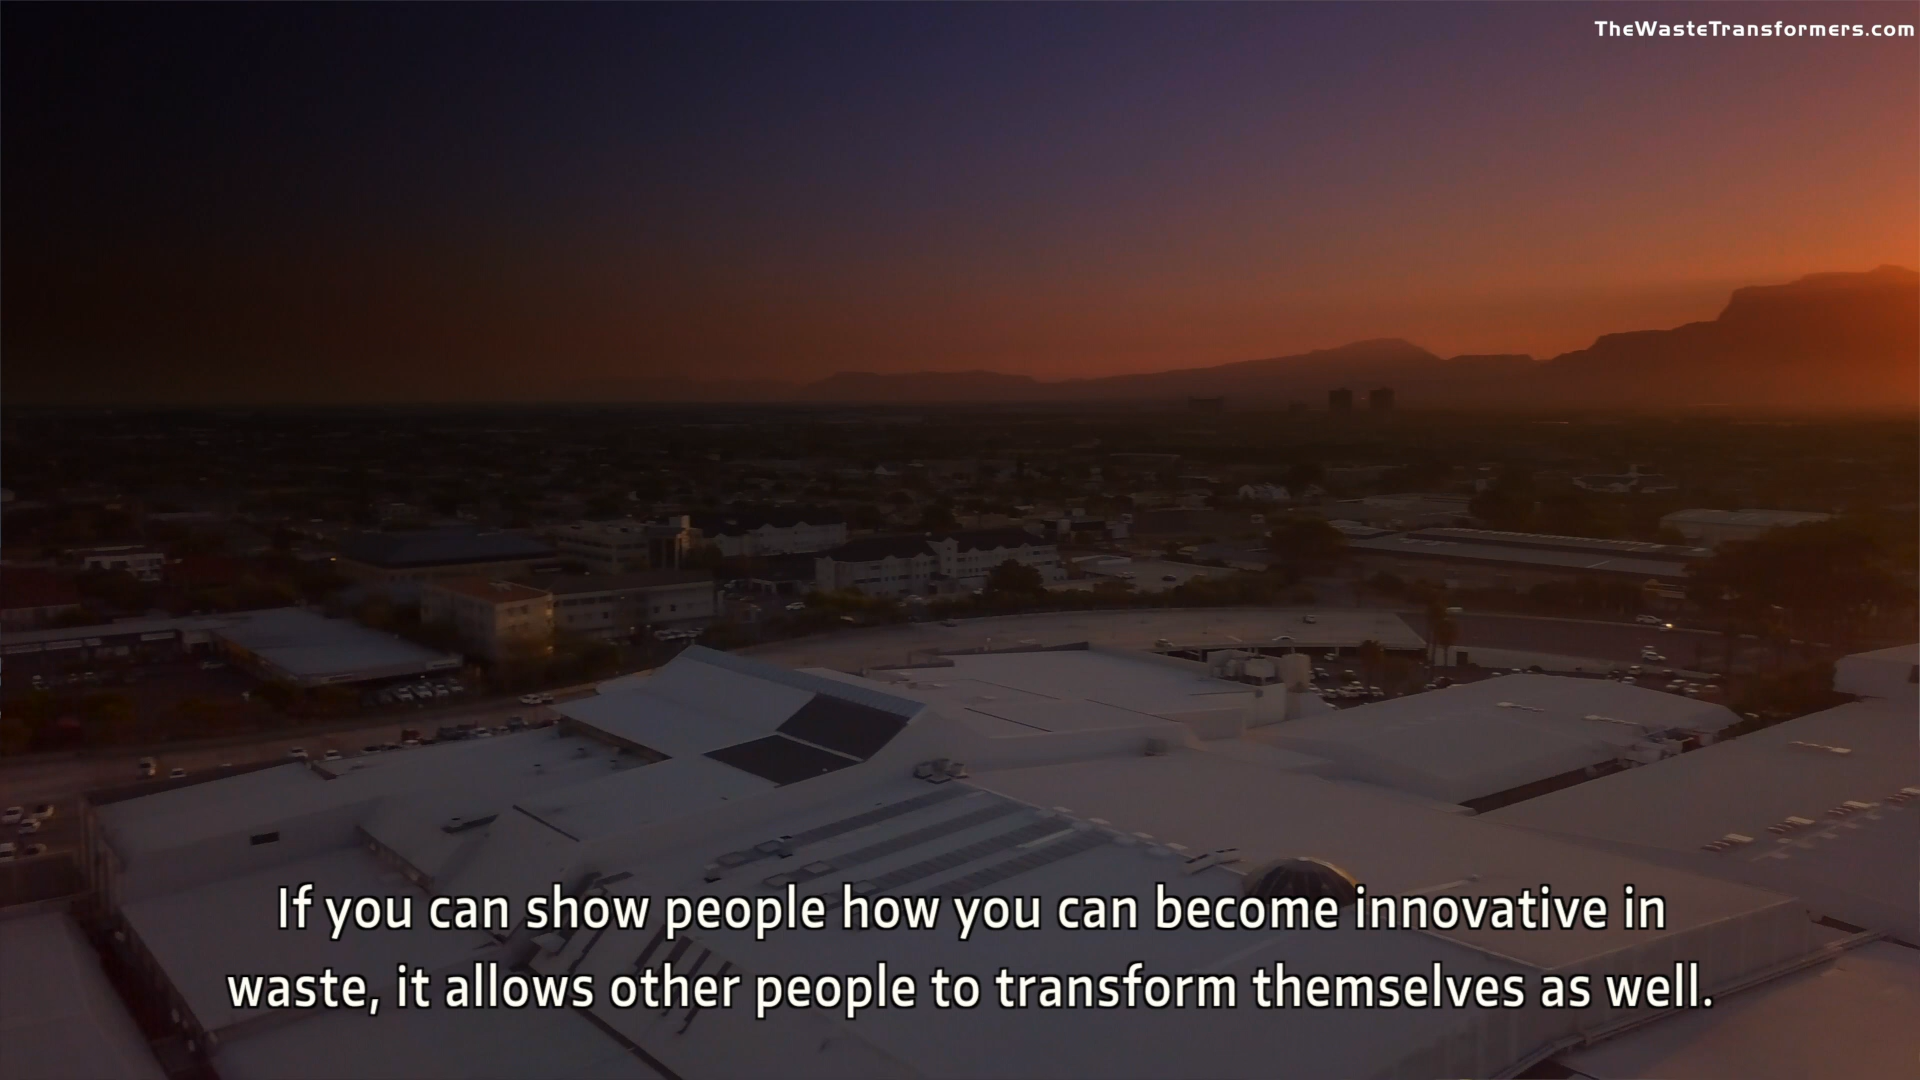 TheWasteTransformers.com
If you can show people how you can become innovative in
waste, it allows other people to transform themselves as well.